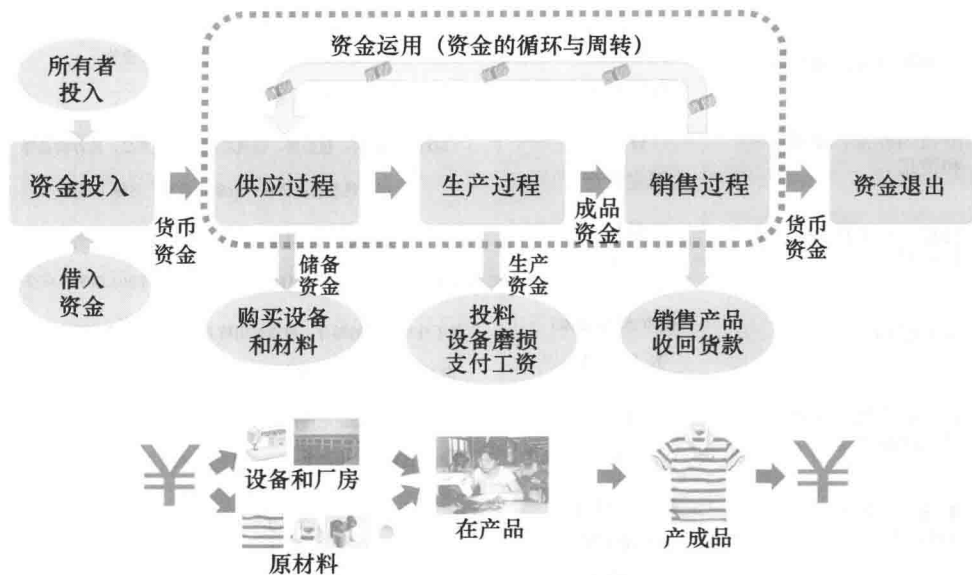 资金运用（资金的循环与周转）
所有者
投入
资金投入
供应过程
生产过程
销售过程
资金退出
货币
资金
成品
资金
货币
资金
借入
资金
储备
资金
生产
资金
购买设备
和材料
投料
设备磨损
支付工资
销售产品
收回货款
¥
设备和厂房
原材料
在产品
产成品
¥